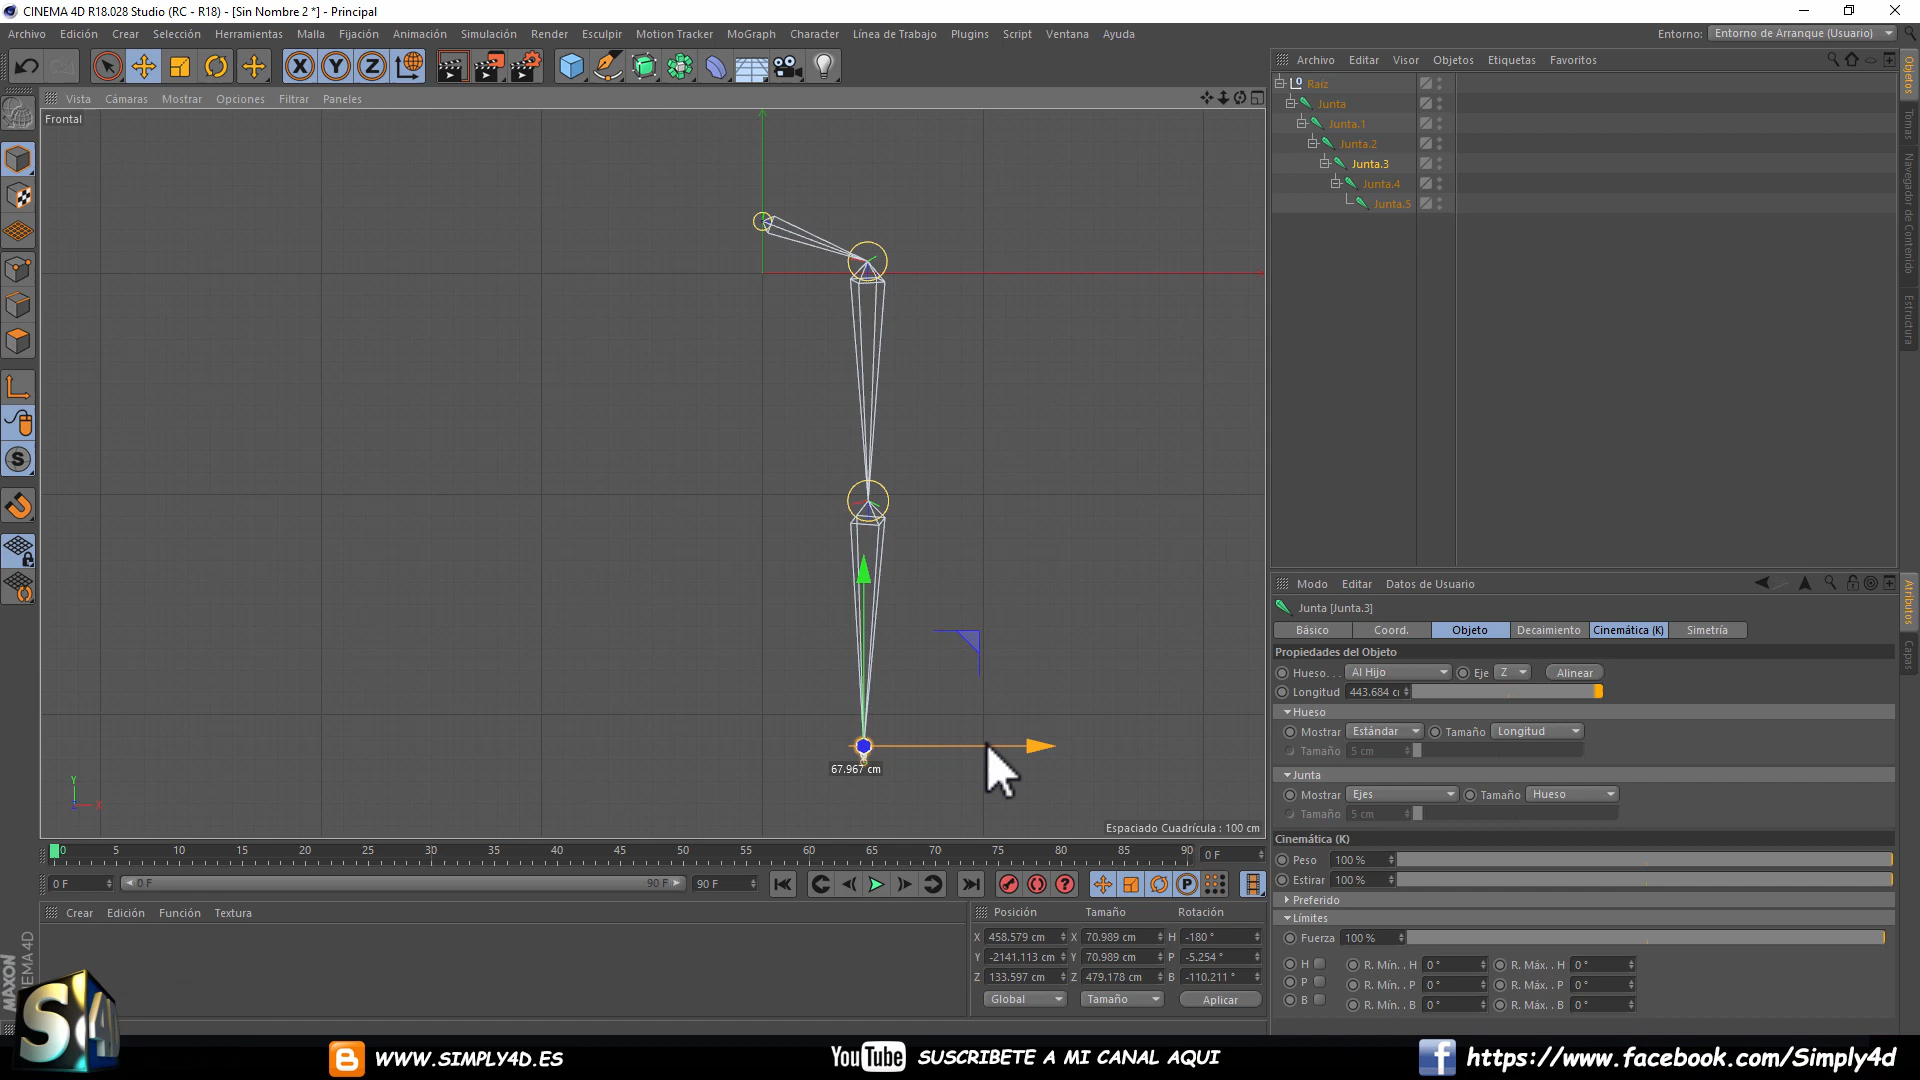 CINEMA 4D R18.028 Studio (RC - R18) - [Sin Nombre 2 *] - Principal
Archivo Edición Crear Selección Herramientas Malla Fijación Animación Simulación Render Esculpir Motion Tracker MoGraph Character Línea de Trabajo Plugins Script Ventana Ayuda
Entorno: Entorno de Arranque (Usuario)
X Y Z
Archivo Editar Visor Objetos Etiquetas Favoritos
Vista Cámaras Mostrar Opciones Filtrar Paneles
Frontal
Raíz
Junta
Junta.1
Junta.2
Junta.3
Junta.4
Junta.5
Objetos
Tomas
Navegador de Contenido
Estructura
67.967 cm
Y
X
Espaciado Cuadrícula : 100 cm
Modo Editar Datos de Usuario
Junta [Junta.3]
Básico Coord. Objeto Decaimiento Cinemática (K) Simetría
Propiedades del Objeto
Hueso. . . Al Hijo Eje Z Alinear
Longitud 443.684 c
Hueso
Mostrar Estándar Tamaño Longitud
Tamaño 5 cm
Junta
Mostrar Ejes Tamaño Hueso
Tamaño 5 cm
Cinemática (K)
Peso 100 %
Estirar 100 %
Preferido
Límites
Fuerza 100 %
H R. Mín. . H 0 ° R. Máx. . H 0 °
P R. Mín. . P 0 ° R. Máx. . P 0 °
B R. Mín. . B 0 ° R. Máx. . B 0 °
Atributos
Capas
0 5 10 15 20 25 30 35 40 45 50 55 60 65 70 75 80 85 90 0 F
0 F 0 F 90 F 90 F
Crear Edición Función Textura
Posición Tamaño Rotación
X 458.579 cm X 70.989 cm H -180 °
Y -2141.113 cm Y 70.989 cm P -5.254 °
Z 133.597 cm Z 479.178 cm B -110.211 °
Global Tamaño Aplicar
MAXON
CINEMA 4D
S4
WWW.SIMPLY4D.ES
YouTube SUSCRIBETE A MI CANAL AQUI
f https://www.facebook.com/Simply4d